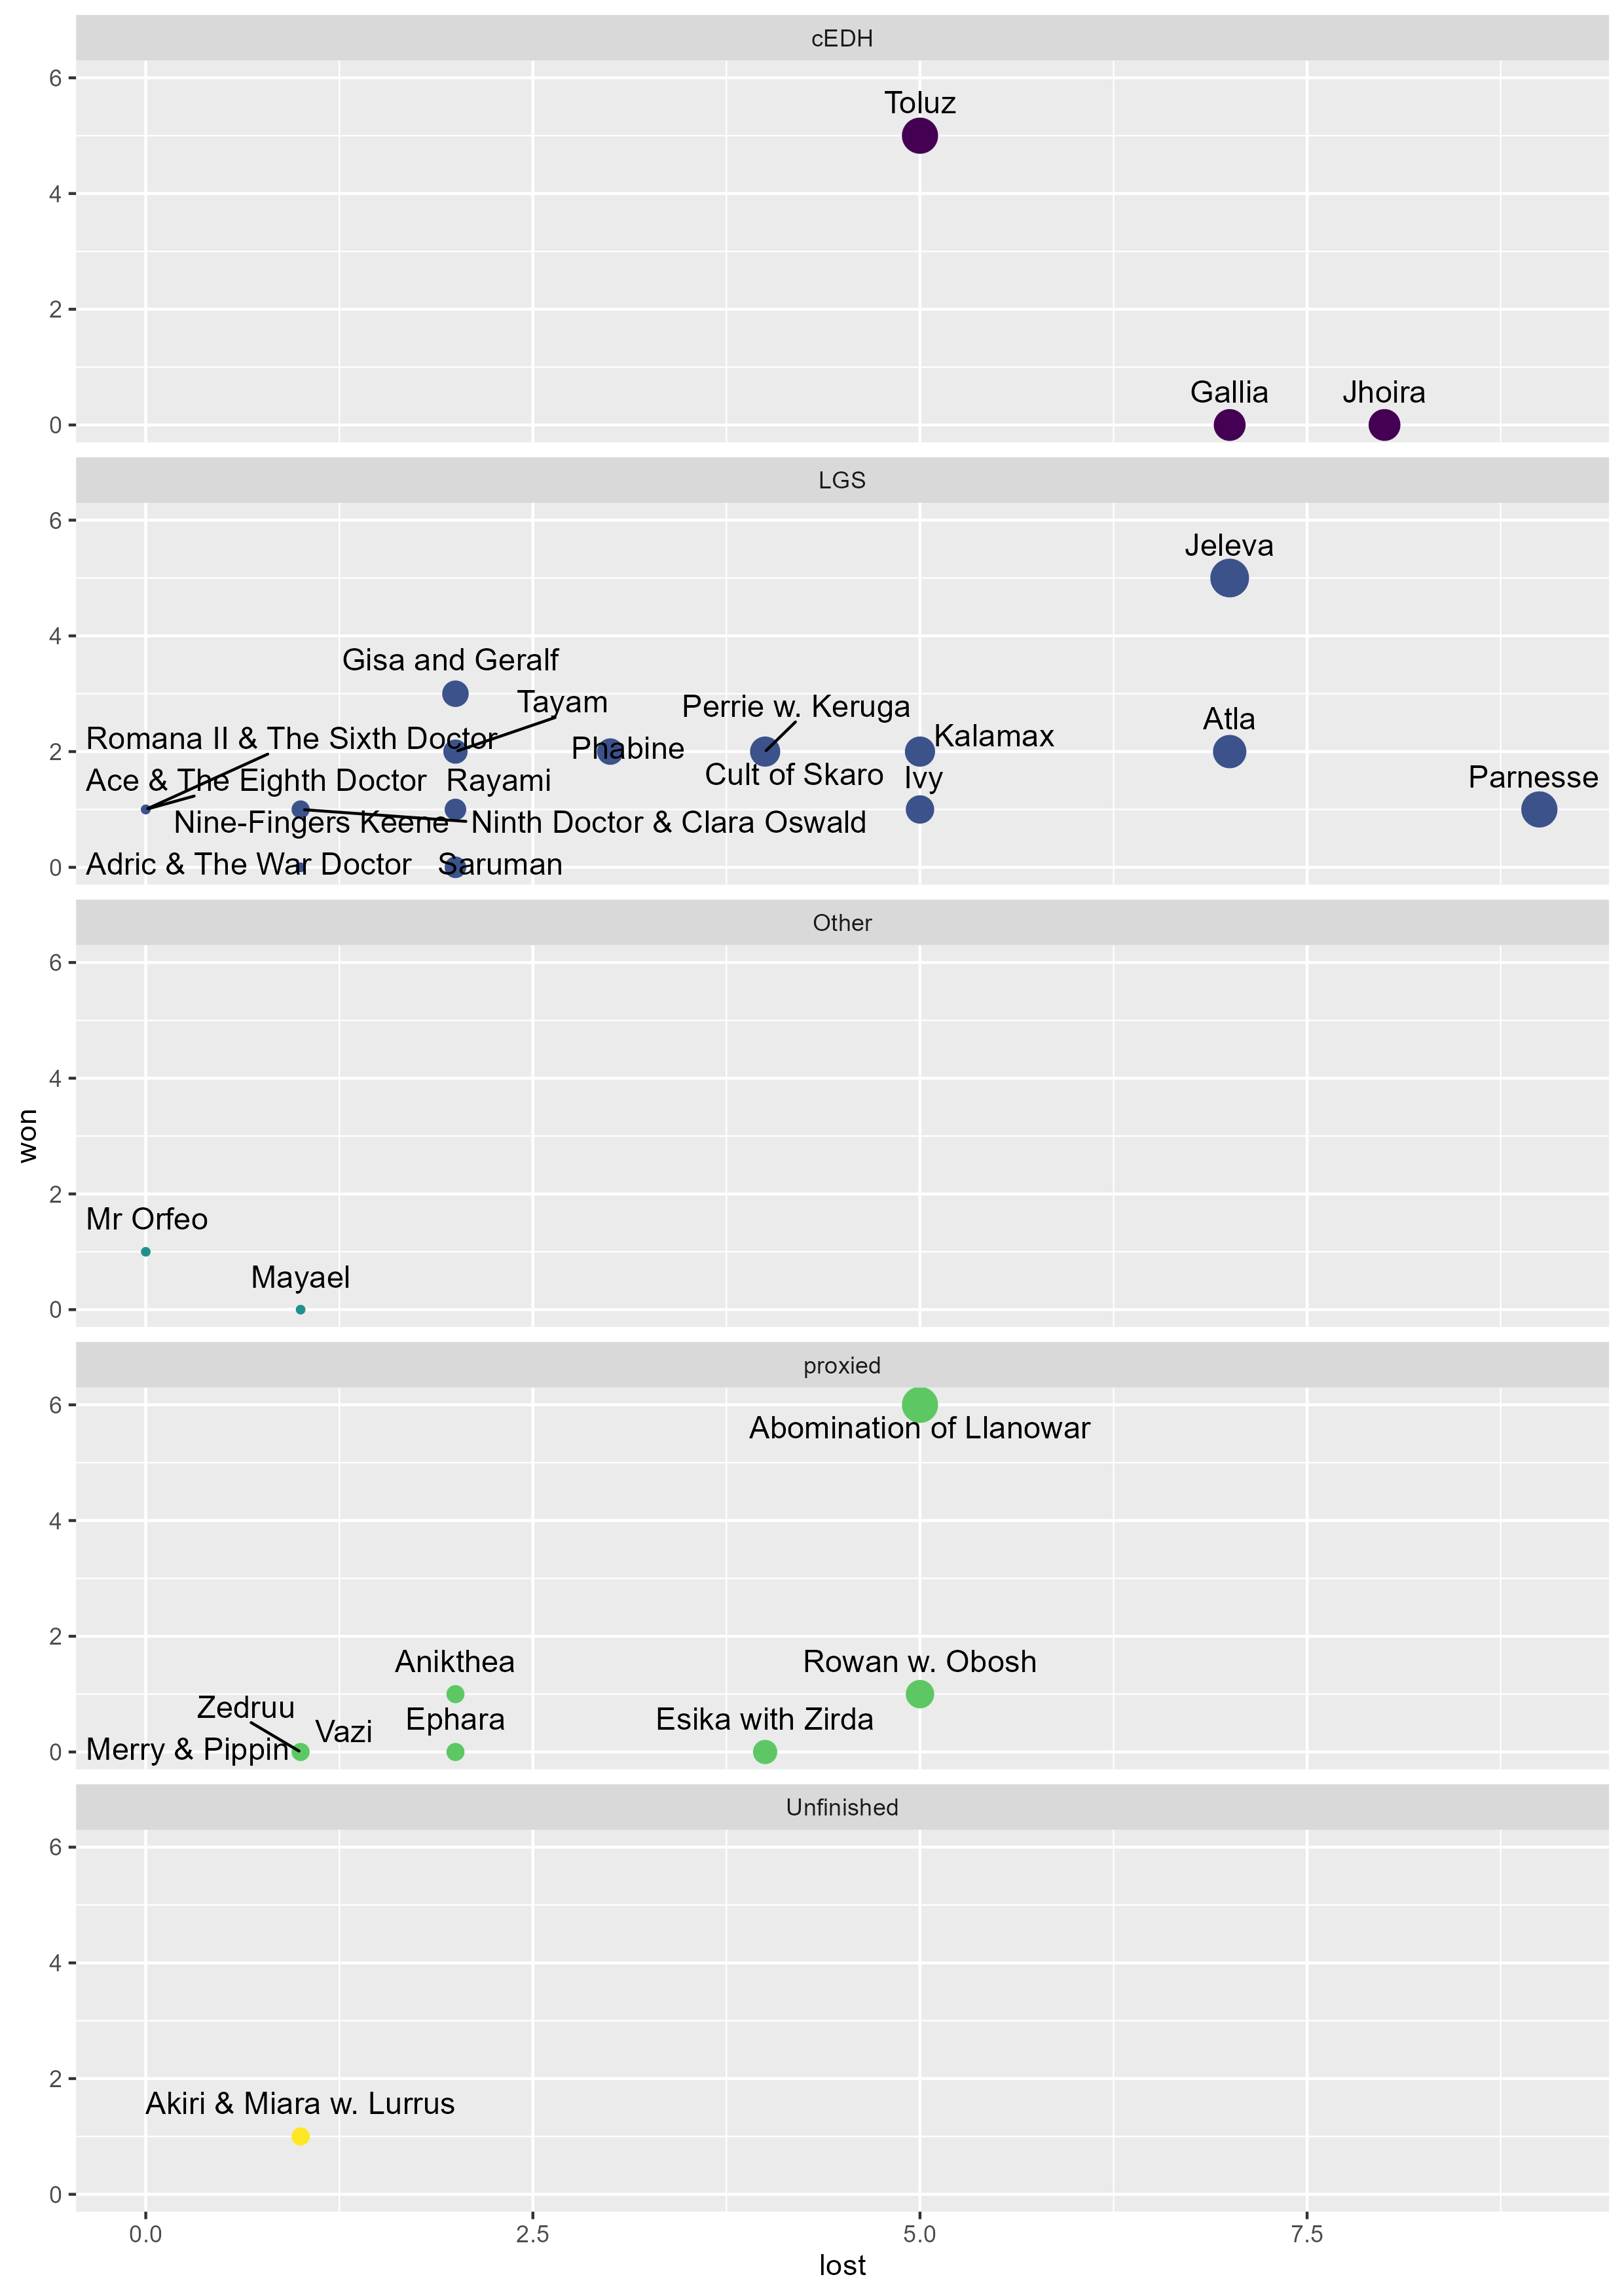 cEDH
6
Toluz
4
2
Gallia
Jhoira
0
LGS
6
Jeleva
4
Gisa and Geralf
Tayam
Perrie w. Keruga
Atla
Romana II & The Sixth Doctor
Kalamax
2
Phabine
Cult of Skaro
Ivy
Parnesse
Ace & The Eighth Doctor
Rayami
Nine-Fingers Keene
Ninth Doctor & Clara Oswald
0
Adric & The War Doctor
Saruman
Other
6
4
won
2
Mr Orfeo
Mayael
0
proxied
6
Abomination of Llanowar
4
2
Anikthea
Rowan w. Obosh
Zedruu
Vazi
Ephara
Esika with Zirda
0
Merry & Pippin
Unfinished
6
4
2
Akiri & Miara w. Lurrus
0
0.0
2.5
5.0
7.5
lost